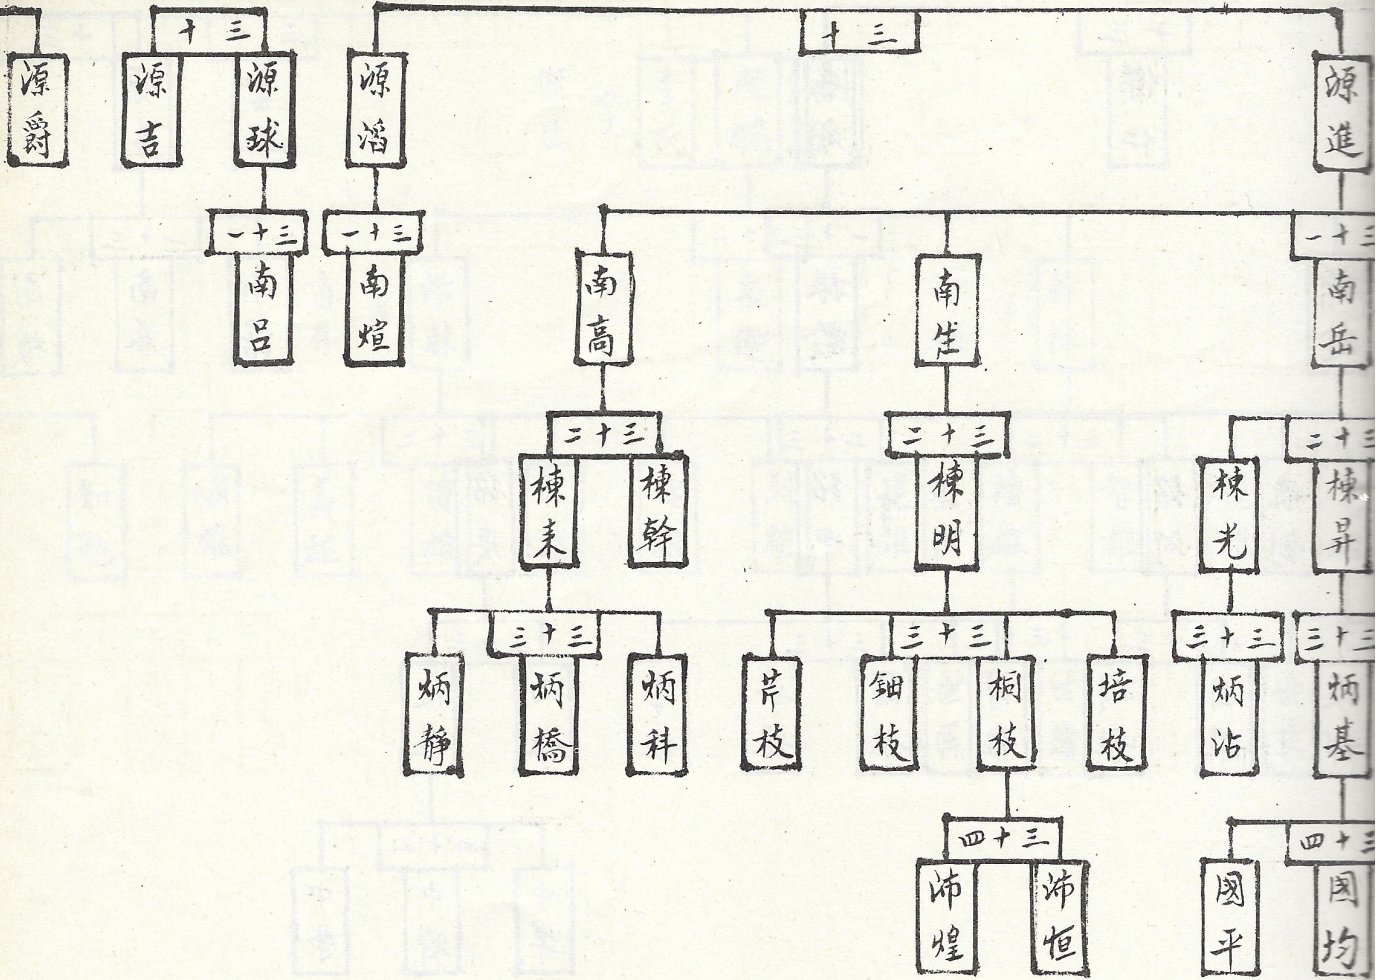 三十
源進
源滔
三十
源球
源吉
源爵
三十一
南岳
南生
南高
三十一
南煊
三十一
南呂
三十二
棟昇
棟光
三十二
棟明
三十二
棟幹
棟耒
三十三
炳基
三十三
炳沾
三十三
培枝
桐枝
鈿枝
芹枝
三十三
炳科
炳橋
炳靜
三十四
國均
國平
三十四
沛恒
沛煌